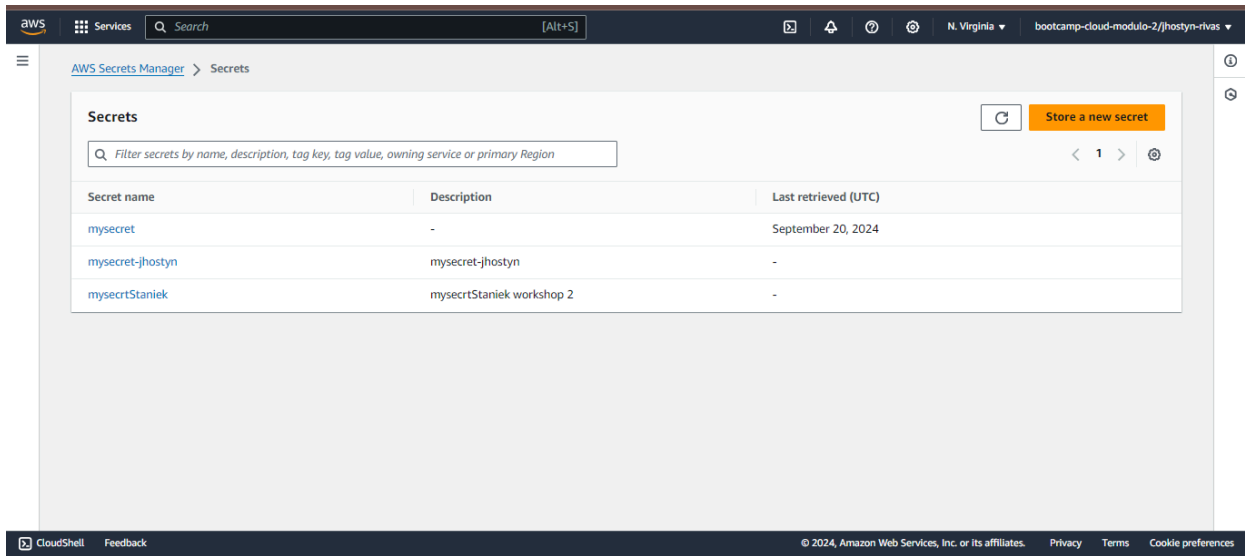 aws Services Search [Alt+S] N. Virginia bootcamp-cloud-modulo-2/jhostyn-rivas
AWS Secrets Manager Secrets
Secrets Store a new secret
Filter secrets by name, description, tag key, tag value, owning service or primary Region 1
Secret name Description Last retrieved (UTC)
mysecret - September 20, 2024
mysecret-jhostyn mysecret-jhostyn -
mysecrtStaniek mysecrtStaniek workshop 2 -
CloudShell Feedback © 2024, Amazon Web Services, Inc. or its affiliates. Privacy Terms Cookie preferences